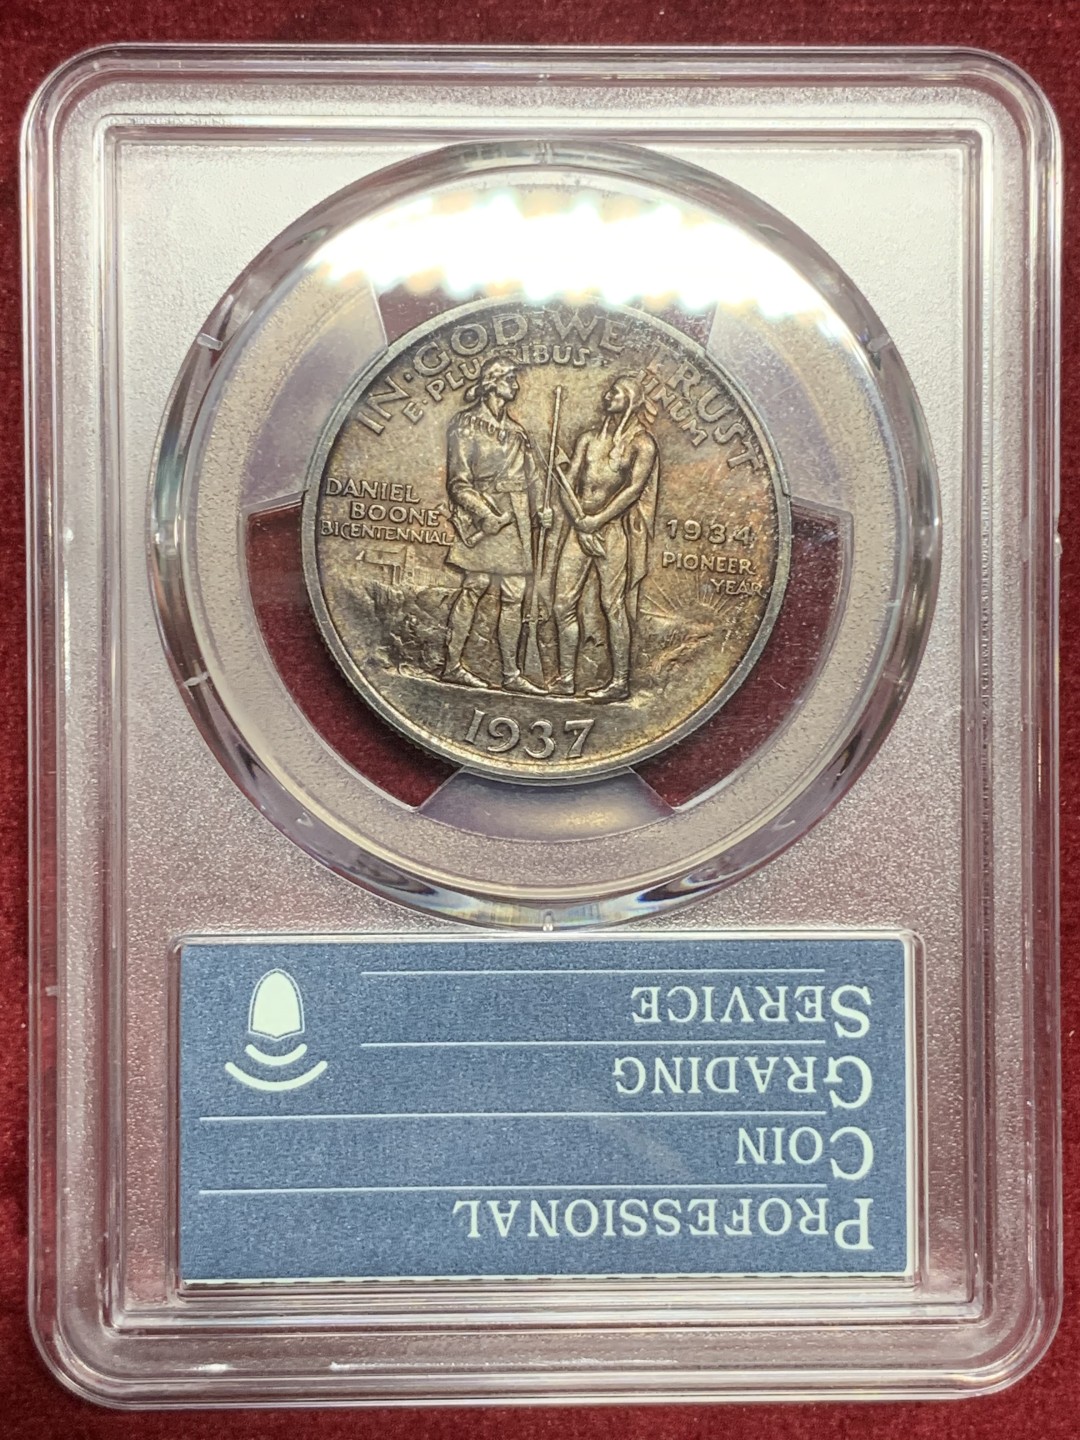 IN·GOD·WE TRUST
E PLURIBUS UNUM
DANIEL
BOONE
BICENTENNIAL
1934
PIONEER
YEAR
1937
PROFESSIONAL
COIN
GRADING
SERVICE